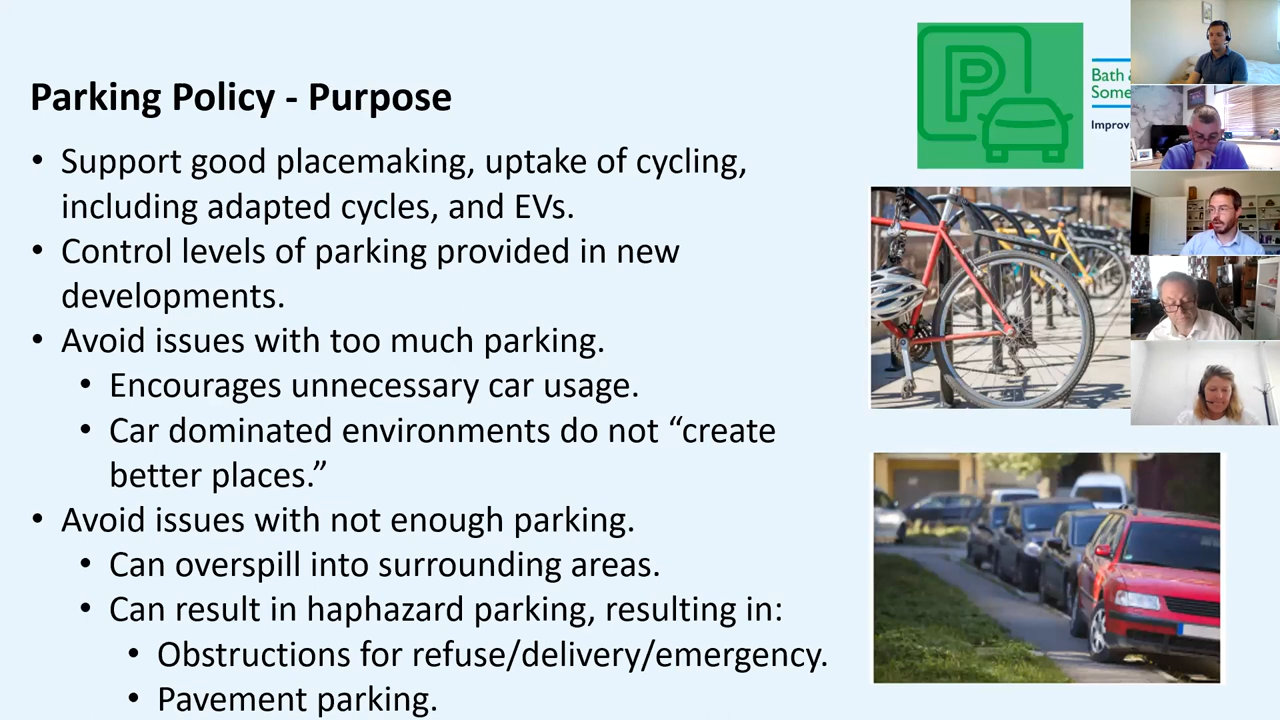 Parking Policy - Purpose
P
Bath &
Some
Improv
• Support good placemaking, uptake of cycling,
including adapted cycles, and EVs.
• Control levels of parking provided in new
developments.
• Avoid issues with too much parking.
• Encourages unnecessary car usage.
• Car dominated environments do not “create
better places.”
• Avoid issues with not enough parking.
• Can overspill into surrounding areas.
• Can result in haphazard parking, resulting in:
• Obstructions for refuse/delivery/emergency.
• Pavement parking.